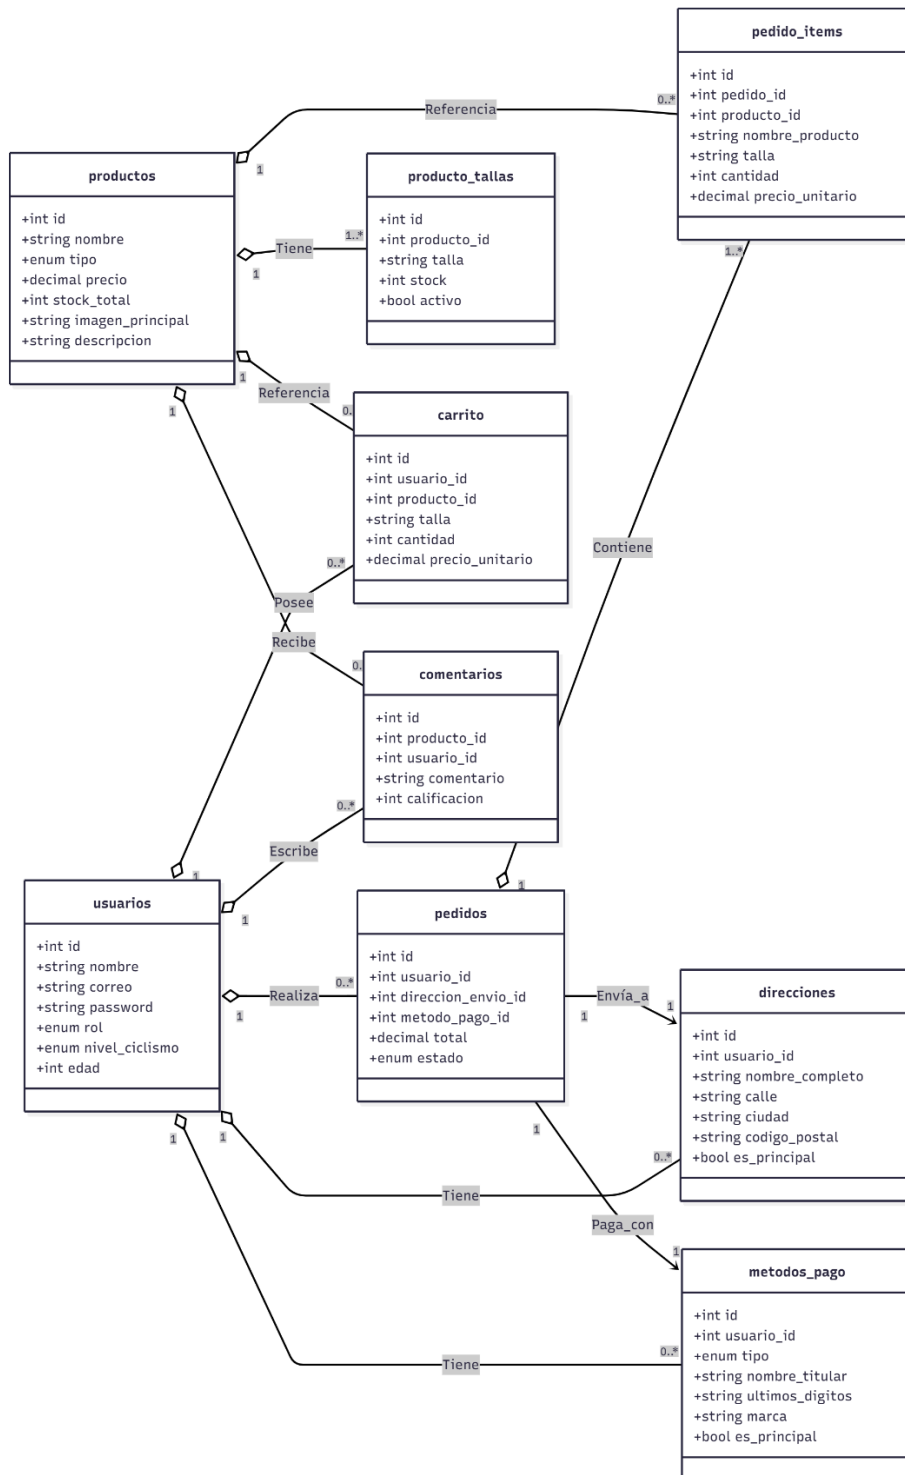 pedido_items
+int id
+int pedido_id
+int producto_id
+string nombre_producto
+string talla
+int cantidad
+decimal precio_unitario
0..*
Referencia
1
productos
+int id
+string nombre
+enum tipo
+decimal precio
+int stock_total
+string imagen_principal
+string descripcion
producto_tallas
+int id
+int producto_id
+string talla
+int stock
+bool activo
1..*
Tiene
1
1..*
1
Referencia
0.
1
carrito
+int id
+int usuario_id
+int producto_id
+string talla
+int cantidad
+decimal precio_unitario
Contiene
0..*
Posee
Recibe
0.
comentarios
+int id
+int producto_id
+int usuario_id
+string comentario
+int calificacion
0..*
Escribe
1
1
1
usuarios
+int id
+string nombre
+string correo
+string password
+enum rol
+enum nivel_ciclismo
+int edad
pedidos
+int id
+int usuario_id
+int direccion_envio_id
+int metodo_pago_id
+decimal total
+enum estado
0..*
Realiza
1
Envía_a
1
1
direcciones
+int id
+int usuario_id
+string nombre_completo
+string calle
+string ciudad
+string codigo_postal
+bool es_principal
1
1
1
0..*
Tiene
Paga_con
1
metodos_pago
+int id
+int usuario_id
+enum tipo
+string nombre_titular
+string ultimos_digitos
+string marca
+bool es_principal
0..*
Tiene